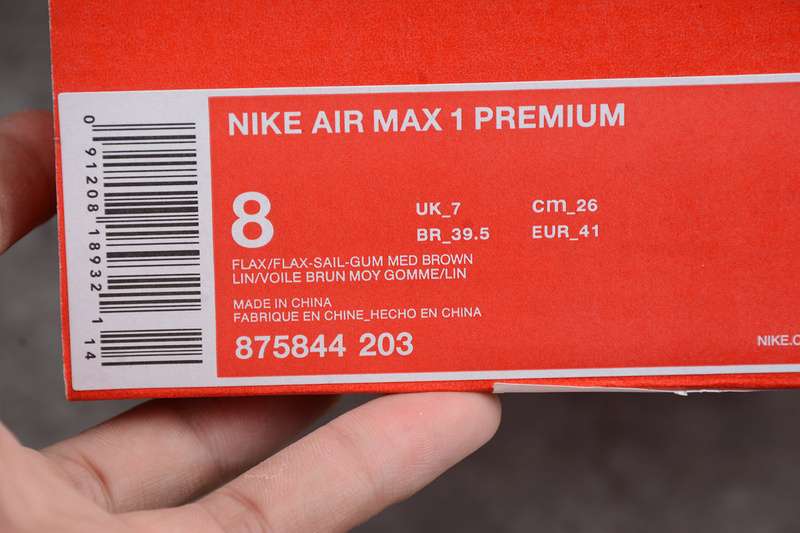 0 91208 18932 1 14
NIKE AIR MAX 1 PREMIUM
8
UK_7 cm_26
BR_39.5 EUR_41
FLAX/FLAX-SAIL-GUM MED BROWN
LIN/VOILE BRUN MOY GOMME/LIN
MADE IN CHINA
FABRIQUE EN CHINE_HECHO EN CHINA
875844 203
NIKE.C